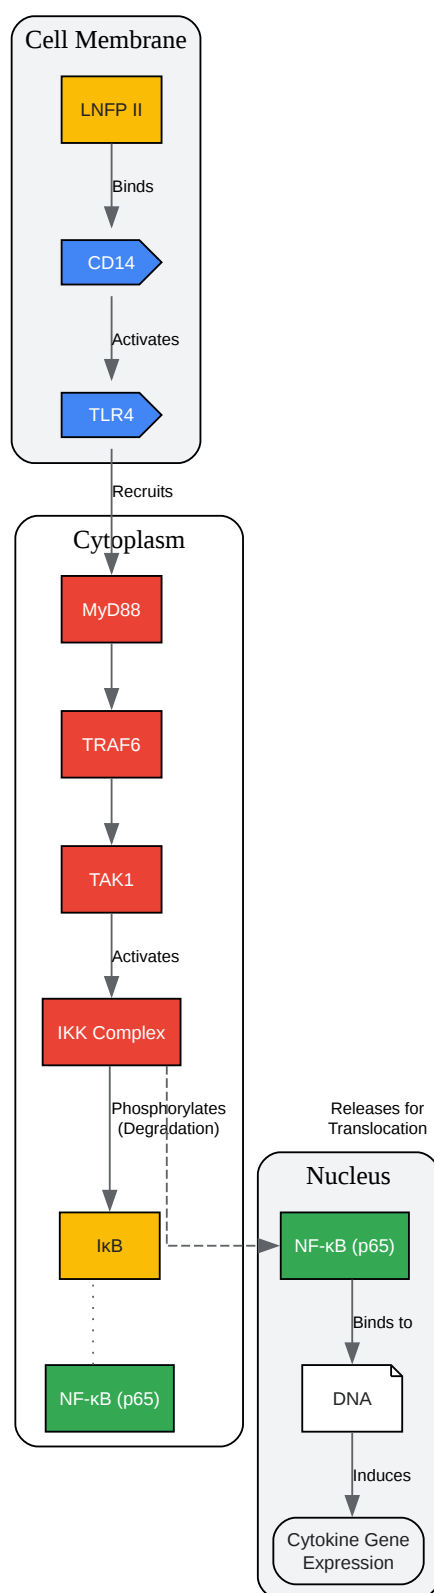 Cell Membrane
LNFP II
Binds
CD14
Activates
TLR4
Recruits
Cytoplasm
MyD88
TRAF6
TAK1
Activates
IKK Complex
Phosphorylates
(Degradation)
IκB
NF-κB (p65)
Releases for
Translocation
Nucleus
NF-κB (p65)
Binds to
DNA
Induces
Cytokine Gene
Expression